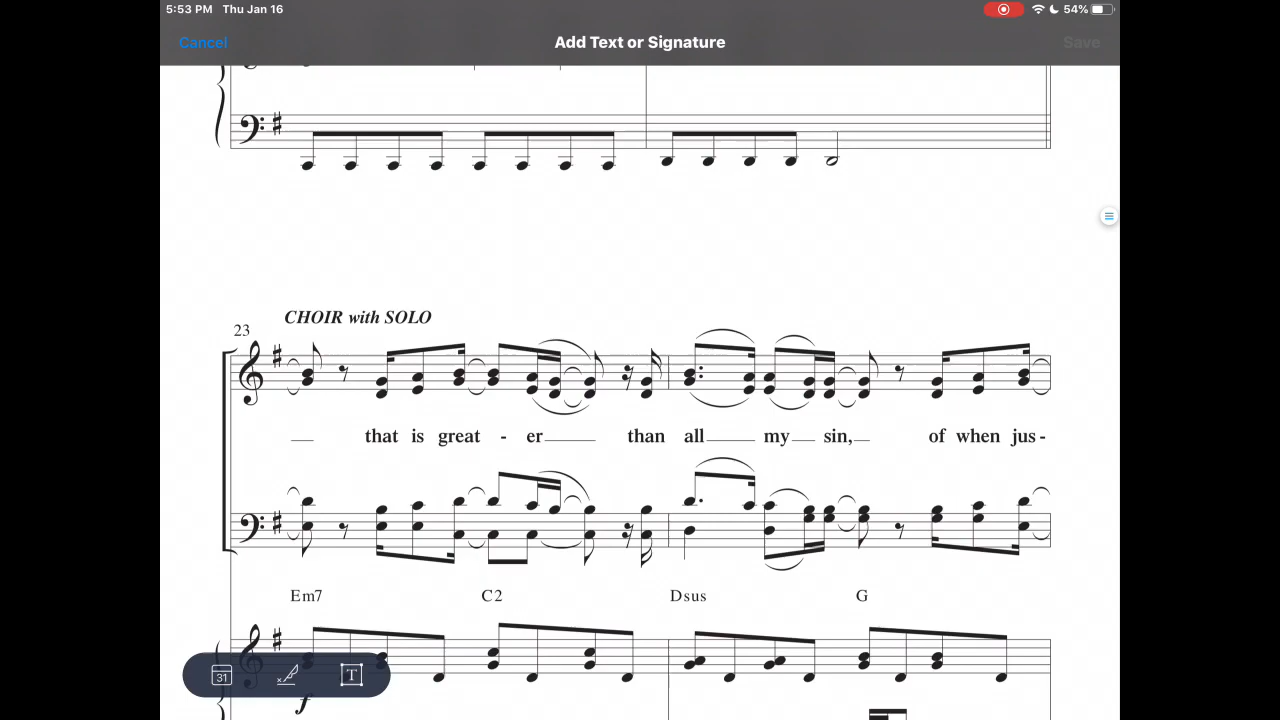 5:53 PM Thu Jan 16 54%
Cancel Add Text or Signature Save
CHOIR with SOLO
23
that is great - er than all my sin, of when jus-
Em7 C2 Dsus G
31 T
f